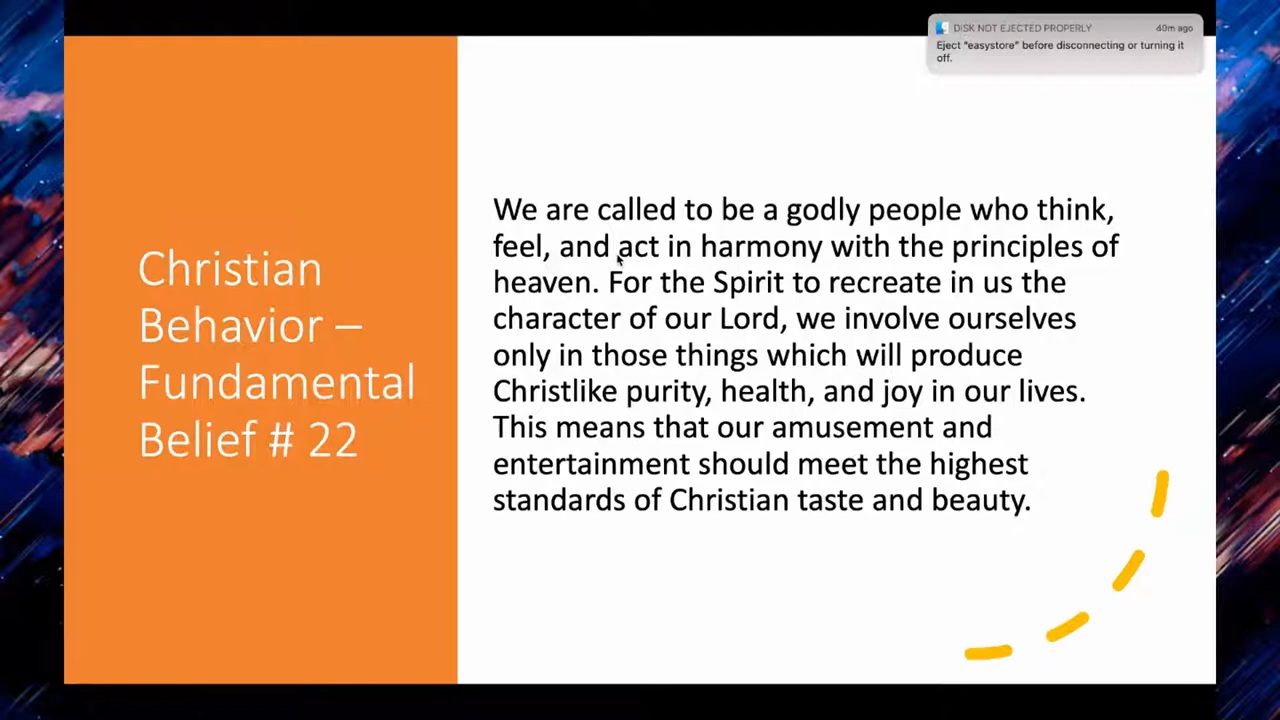 DISK NOT EJECTED PROPERLY
49m ago
Eject "easystore" before disconnecting or turning it
off.
Christian
Behavior –
Fundamental
Belief # 22
We are called to be a godly people who think,
feel, and act in harmony with the principles of
heaven. For the Spirit to recreate in us the
character of our Lord, we involve ourselves
only in those things which will produce
Christlike purity, health, and joy in our lives.
This means that our amusement and
entertainment should meet the highest
standards of Christian taste and beauty.